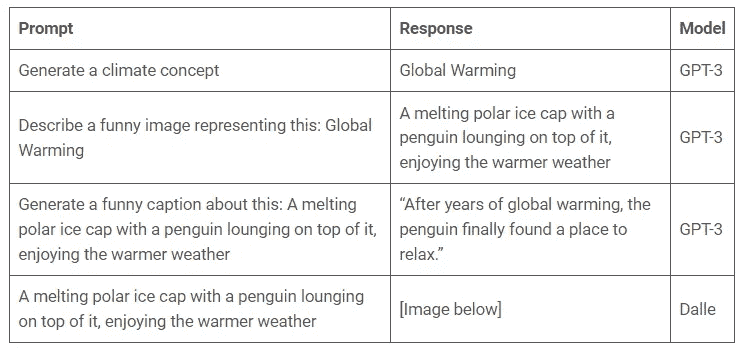 Prompt
Response
Model
Generate a climate concept
Global Warming
GPT-3
Describe a funny image representing this: Global
Warming
A melting polar ice cap with a
penguin lounging on top of it,
enjoying the warmer weather
GPT-3
Generate a funny caption about this: A melting
polar ice cap with a penguin lounging on top of it,
enjoying the warmer weather
“After years of global warming, the
penguin finally found a place to
relax.”
GPT-3
A melting polar ice cap with a penguin lounging
on top of it, enjoying the warmer weather
[Image below]
Dalle